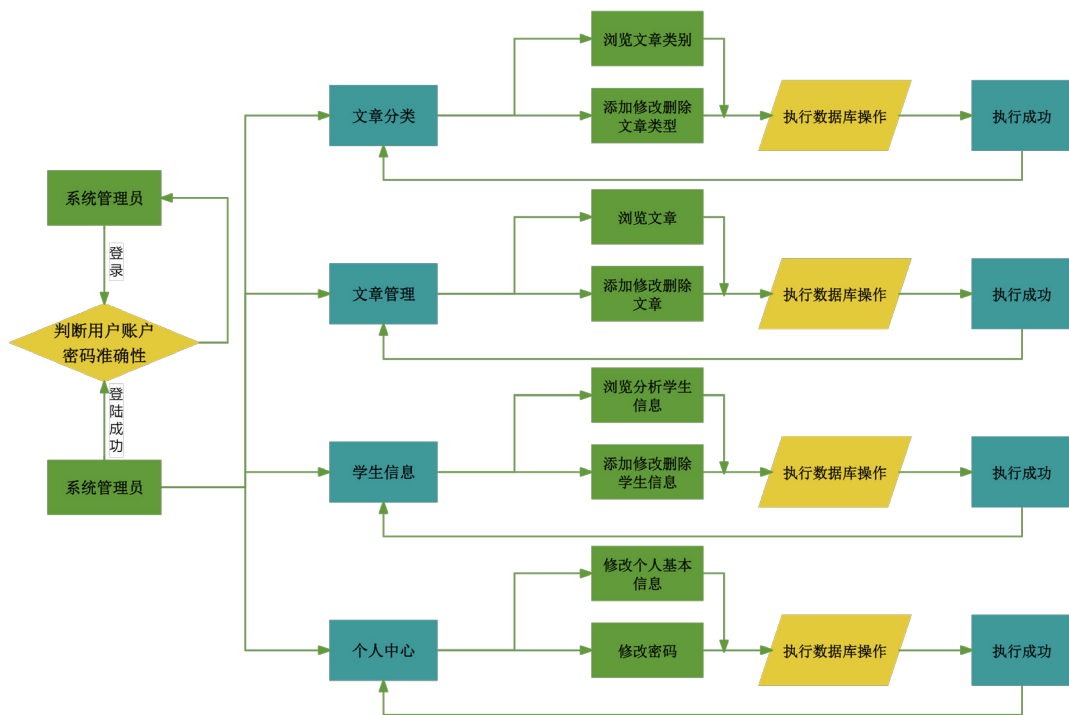 浏览文章类别
文章分类
添加修改删除
文章类型
执行数据库操作
执行成功
系统管理员
登
录
浏览文章
文章管理
添加修改删除
文章
执行数据库操作
执行成功
判断用户账户
密码准确性
登
陆
成
功
浏览分析学生
信息
系统管理员
学生信息
添加修改删除
学生信息
执行数据库操作
执行成功
修改个人基本
信息
个人中心
修改密码
执行数据库操作
执行成功